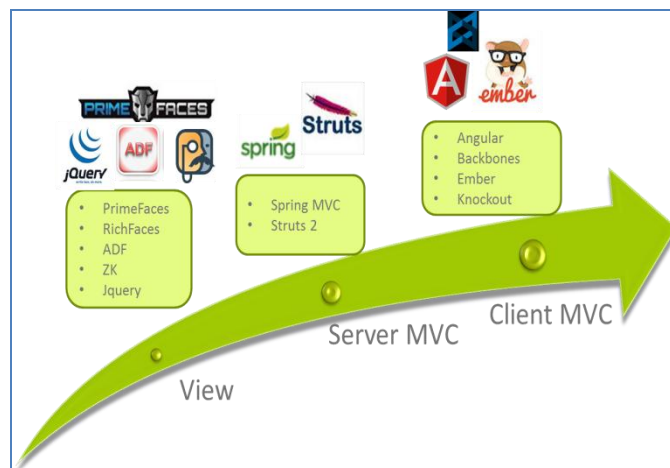 PRIME FACES
jQuery
ADF
spring
Struts
A
ember
• PrimeFaces
• RichFaces
• ADF
• ZK
• Jquery
• Spring MVC
• Struts 2
• Angular
• Backbones
• Ember
• Knockout
View
Server MVC
Client MVC